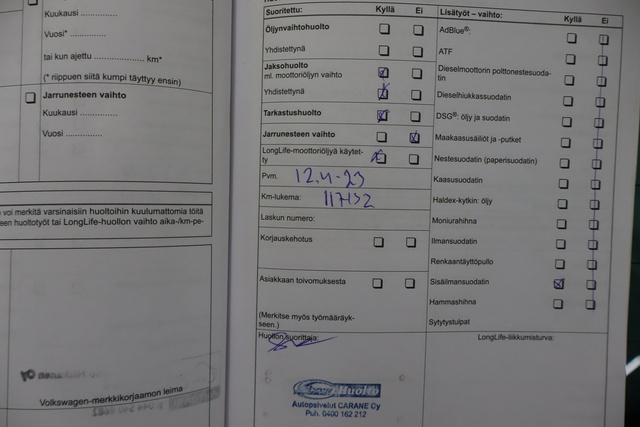 Kuukausi ..............
Vuosi* ..............
tai kun ajettu .................. km*
(* riippuen siitä kumpi täyttyy ensin)
Jarrunesteen vaihto
Kuukausi ..............
Vuosi ..............
voi merkitä varsinaisiin huoltoihin kuulumattomia töitä
een huoltotyöt tai LongLife-huollon vaihto aika-/km-pe-
Volkswagen-merkkikorjaamon leima
Suoritettu: Kyllä Ei
Öljynvaihtohuolto
Yhdistettynä
Jaksohuolto
ml. moottoriöljyn vaihto
Yhdistettynä
Tarkastushuolto
Jarrunesteen vaihto
LongLife-moottoriöljyä käytet-
ty
Pvm. 12.4-23
Km-lukema: 117132
Laskun numero:
Korjauskehotus
Asiakkaan toivomuksesta
(Merkitse myös työmääräyk-
seen.)
Huollon suorittaja:
Huolto
Autopalvelut CARANE Oy
Puh. 0400 162 212
Lisätyöt – vaihto: Kyllä Ei
AdBlue®:
ATF
Dieselmoottorin polttonestesuoda-
tin
Dieselhiukkassuodatin
DSG®: öljy ja suodatin
Maakaasusäiliöt ja -putket
Nestesuodatin (paperisuodatin)
Kaasusuodatin
Haldex-kytkin: öljy
Moniurahihna
Ilmansuodatin
Renkaantäyttöpullo
Sisäilmansuodatin
Hammashihna
Sytytystulpat
LongLife-liikkumisturva: